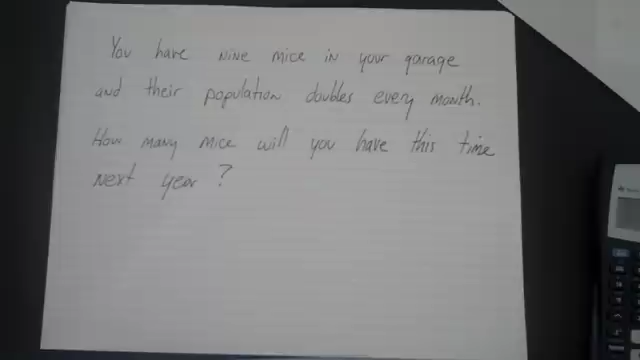 You have nine mice in your garage
and their population doubles every month.
How many mice will you have this time
next year?